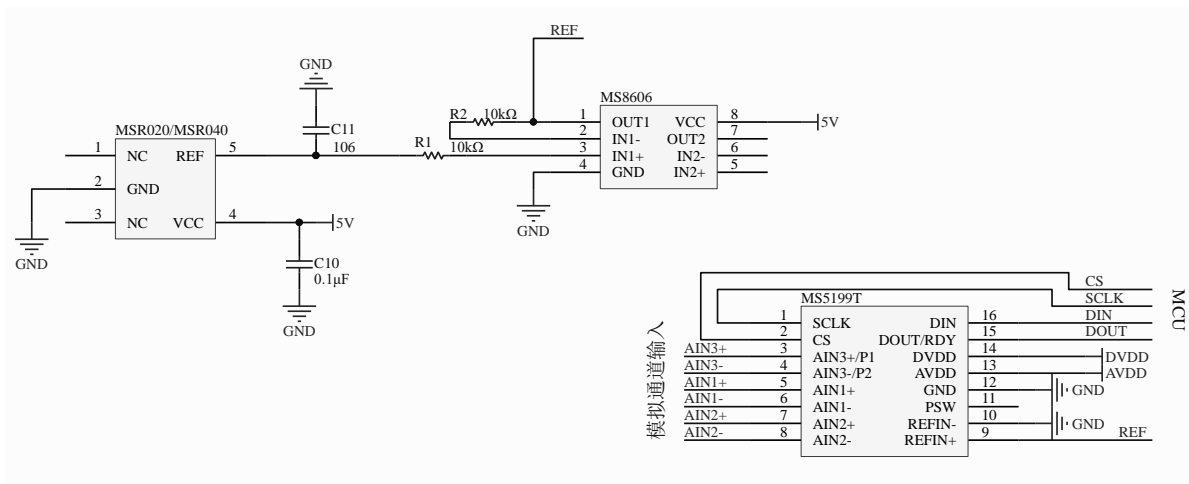 REF
GND
MS8606
R2 10kΩ
1 OUT1 VCC 8 5V
2 IN1- OUT2 7
3 IN1+ IN2- 6
4 GND IN2+ 5
GND
MSR020/MSR040
C11
106
R1 10kΩ
1 NC REF 5
2 GND
3 NC VCC 4 5V
GND
C10
0.1μF
GND
MS5199T
CS
SCLK
DIN
DOUT
MCU
模拟通道输入
1 SCLK DIN 16
2 CS DOUT/RDY 15
AIN3+ 3 AIN3+/P1 DVDD 14 DVDD
AIN3- 4 AIN3-/P2 AVDD 13 AVDD
AIN1+ 5 AIN1+ GND 12 GND
AIN1- 6 AIN1- PSW 11
AIN2+ 7 AIN2+ REFIN- 10 GND
AIN2- 8 AIN2- REFIN+ 9 REF